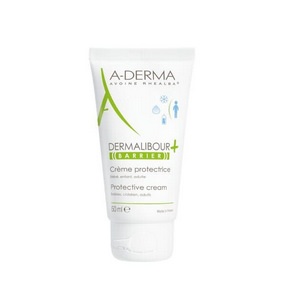 A-DERMA
AVOINE RHEALBA
DERMALIBOUR+
((BARRIER))
Crème protectrice
Protective cream
50 ml e